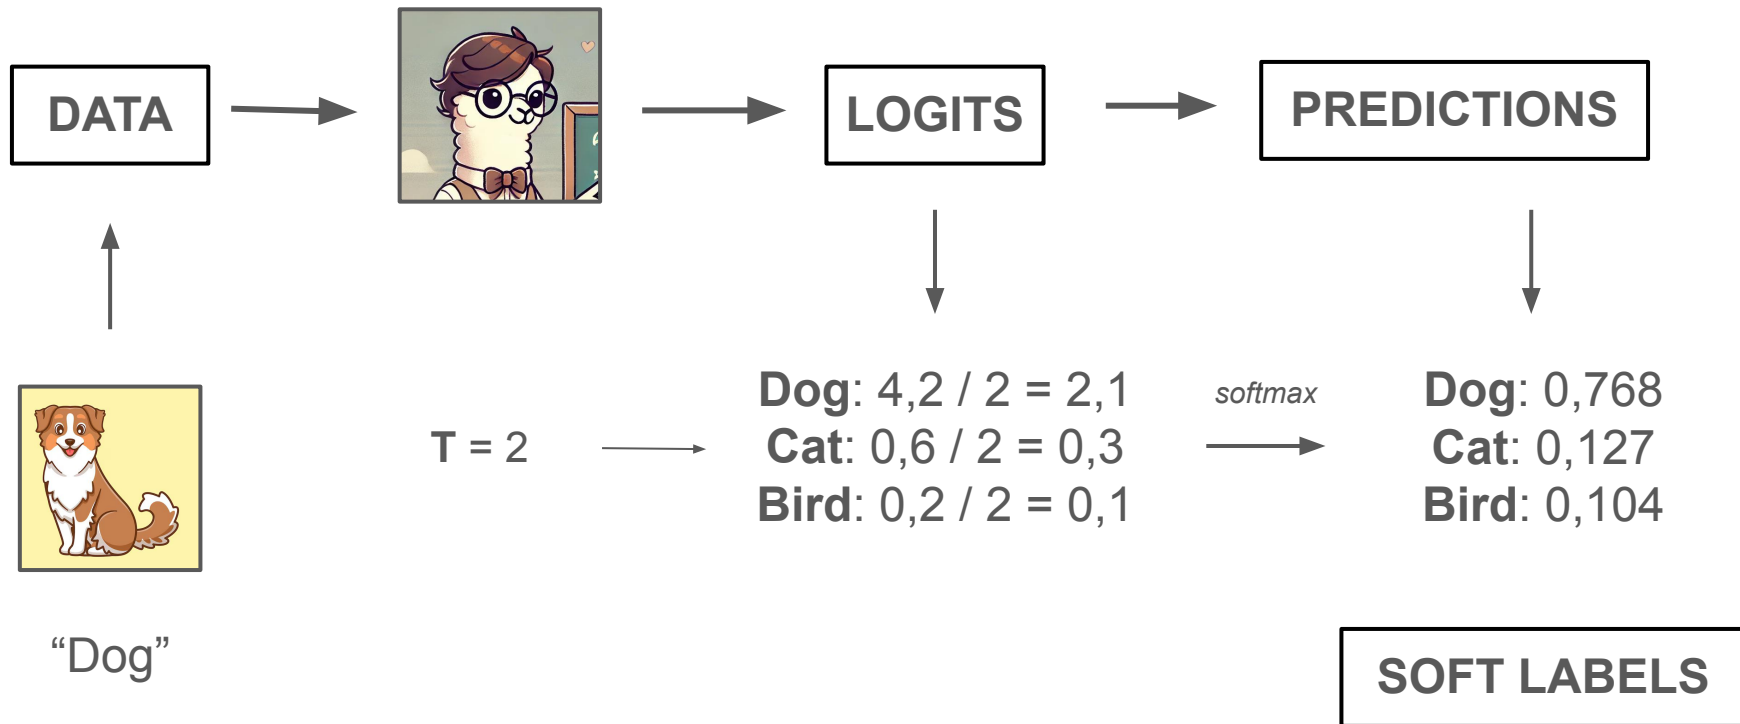 DATA
LOGITS
PREDICTIONS
T = 2
Dog: 4,2 / 2 = 2,1
Cat: 0,6 / 2 = 0,3
Bird: 0,2 / 2 = 0,1
softmax
Dog: 0,768
Cat: 0,127
Bird: 0,104
“Dog”
SOFT LABELS